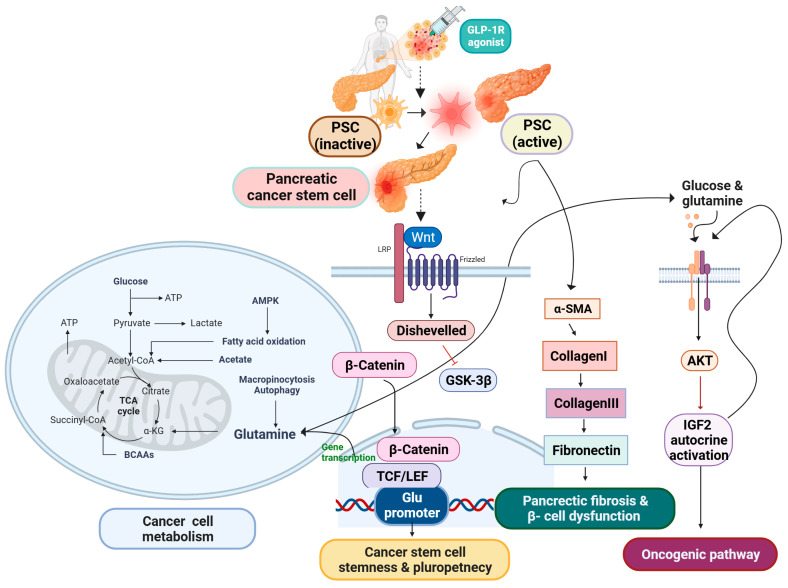 GLP-1R
agonist
PSC
(inactive)
PSC
(active)
Pancreatic
cancer stem cell
Glucose &
glutamine
LRP
Wnt
Frizzled
Glucose
ATP
AMPK
ATP
Pyruvate
Lactate
Fatty acid oxidation
Acetyl-CoA
Acetate
Oxaloacetate
Citrate
TCA
cycle
Macropinocytosis
Autophagy
Succinyl-CoA
α-KG
Glutamine
BCAAs
Dishevelled
GSK-3β
β-Catenin
Gene
transcription
β-Catenin
TCF/LEF
Glu
promoter
α-SMA
CollagenI
CollagenIII
Fibronectin
AKT
IGF2
autocrine
activation
Cancer cell
metabolism
Cancer stem cell
stemness & pluropetnecy
Pancrectic fibrosis &
β- cell dysfunction
Oncogenic pathway